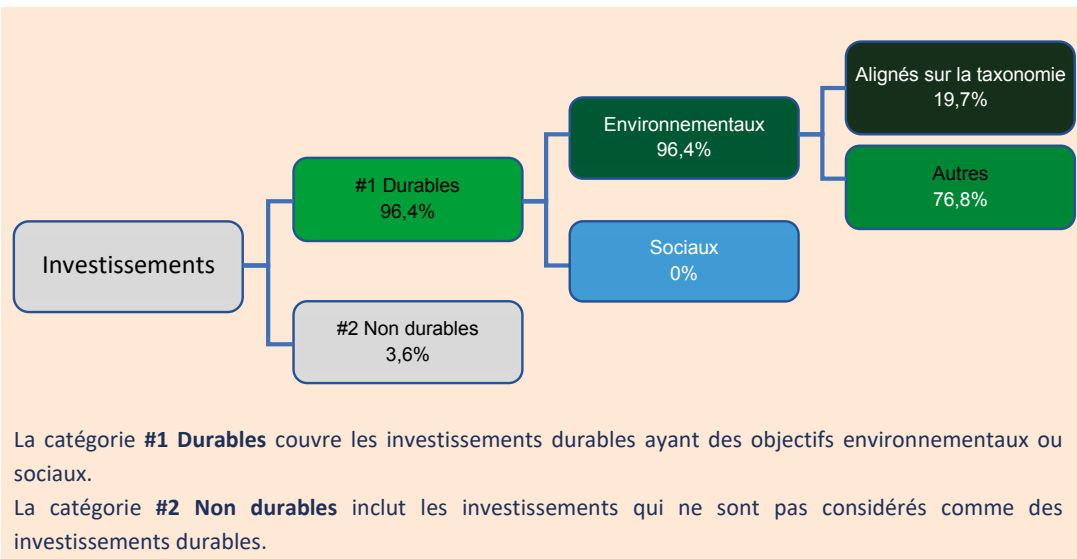 Investissements
#1 Durables
96,4%
#2 Non durables
3,6%
Environnementaux
96,4%
Sociaux
0%
Alignés sur la taxonomie
19,7%
Autres
76,8%
La catégorie #1 Durables couvre les investissements durables ayant des objectifs environnementaux ou
sociaux.
La catégorie #2 Non durables inclut les investissements qui ne sont pas considérés comme des
investissements durables.